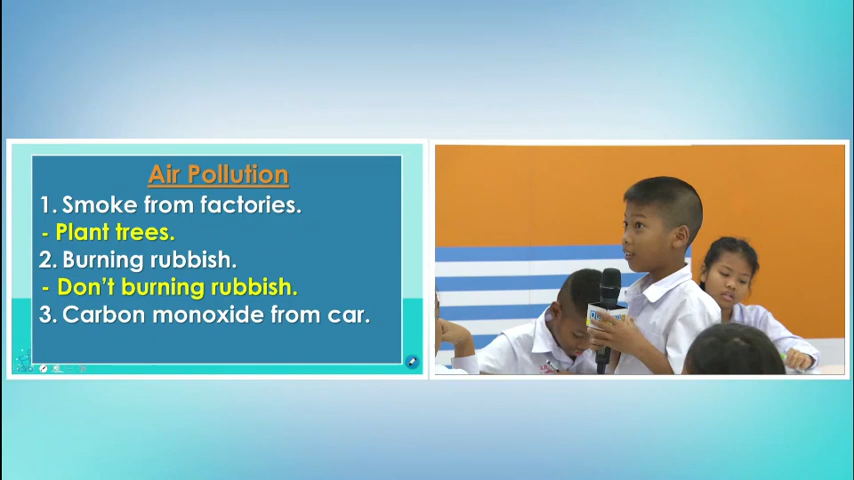 Air Pollution
1. Smoke from factories.
- Plant trees.
2. Burning rubbish.
- Don't burning rubbish.
3. Carbon monoxide from car.